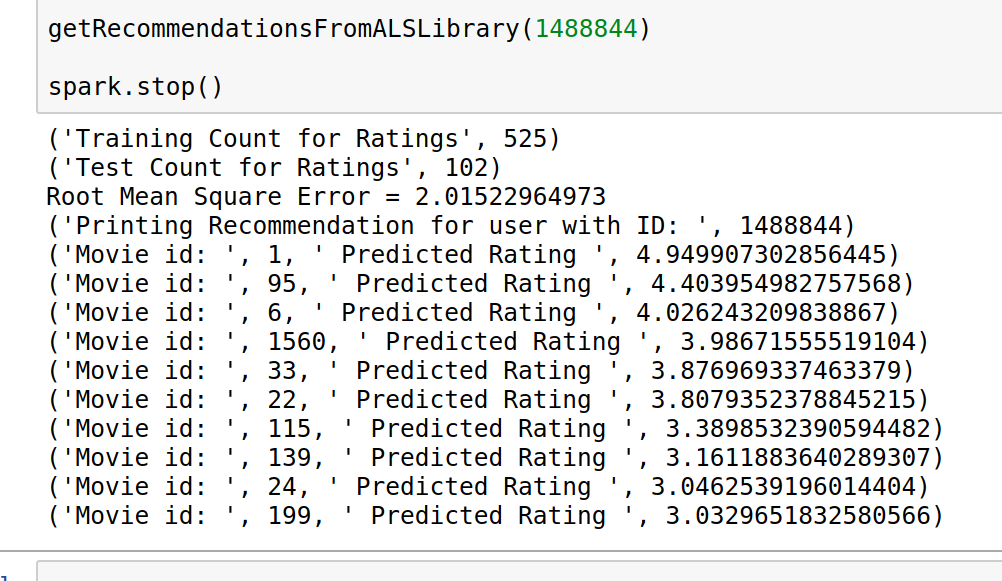 getRecommendationsFromALSLibrary(1488844)
spark.stop()
('Training Count for Ratings', 525)
('Test Count for Ratings', 102)
Root Mean Square Error = 2.01522964973
('Printing Recommendation for user with ID: ', 1488844)
('Movie id: ', 1, ' Predicted Rating ', 4.949907302856445)
('Movie id: ', 95, ' Predicted Rating ', 4.403954982757568)
('Movie id: ', 6, ' Predicted Rating ', 4.026243209838867)
('Movie id: ', 1560, ' Predicted Rating ', 3.98671555519104)
('Movie id: ', 33, ' Predicted Rating ', 3.876969337463379)
('Movie id: ', 22, ' Predicted Rating ', 3.8079352378845215)
('Movie id: ', 115, ' Predicted Rating ', 3.3898532390594482)
('Movie id: ', 139, ' Predicted Rating ', 3.1611883640289307)
('Movie id: ', 24, ' Predicted Rating ', 3.0462539196014404)
('Movie id: ', 199, ' Predicted Rating ', 3.0329651832580566)